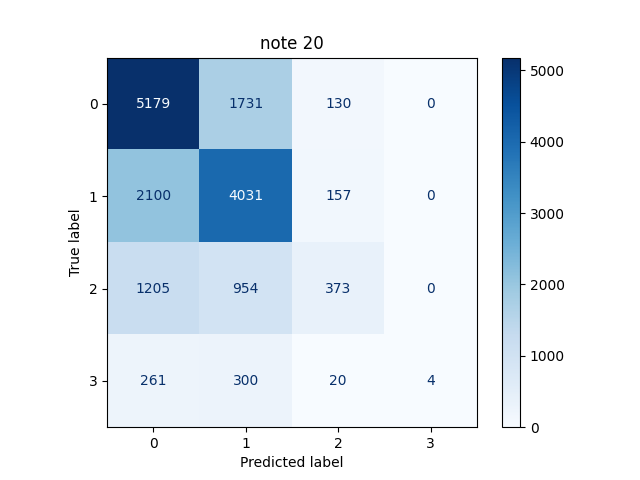 note 20
0 5179 1731 130 0
1 2100 4031 157 0
2 1205 954 373 0
3 261 300 20 4
0 1 2 3
True label
Predicted label
5000
4000
3000
2000
1000
0